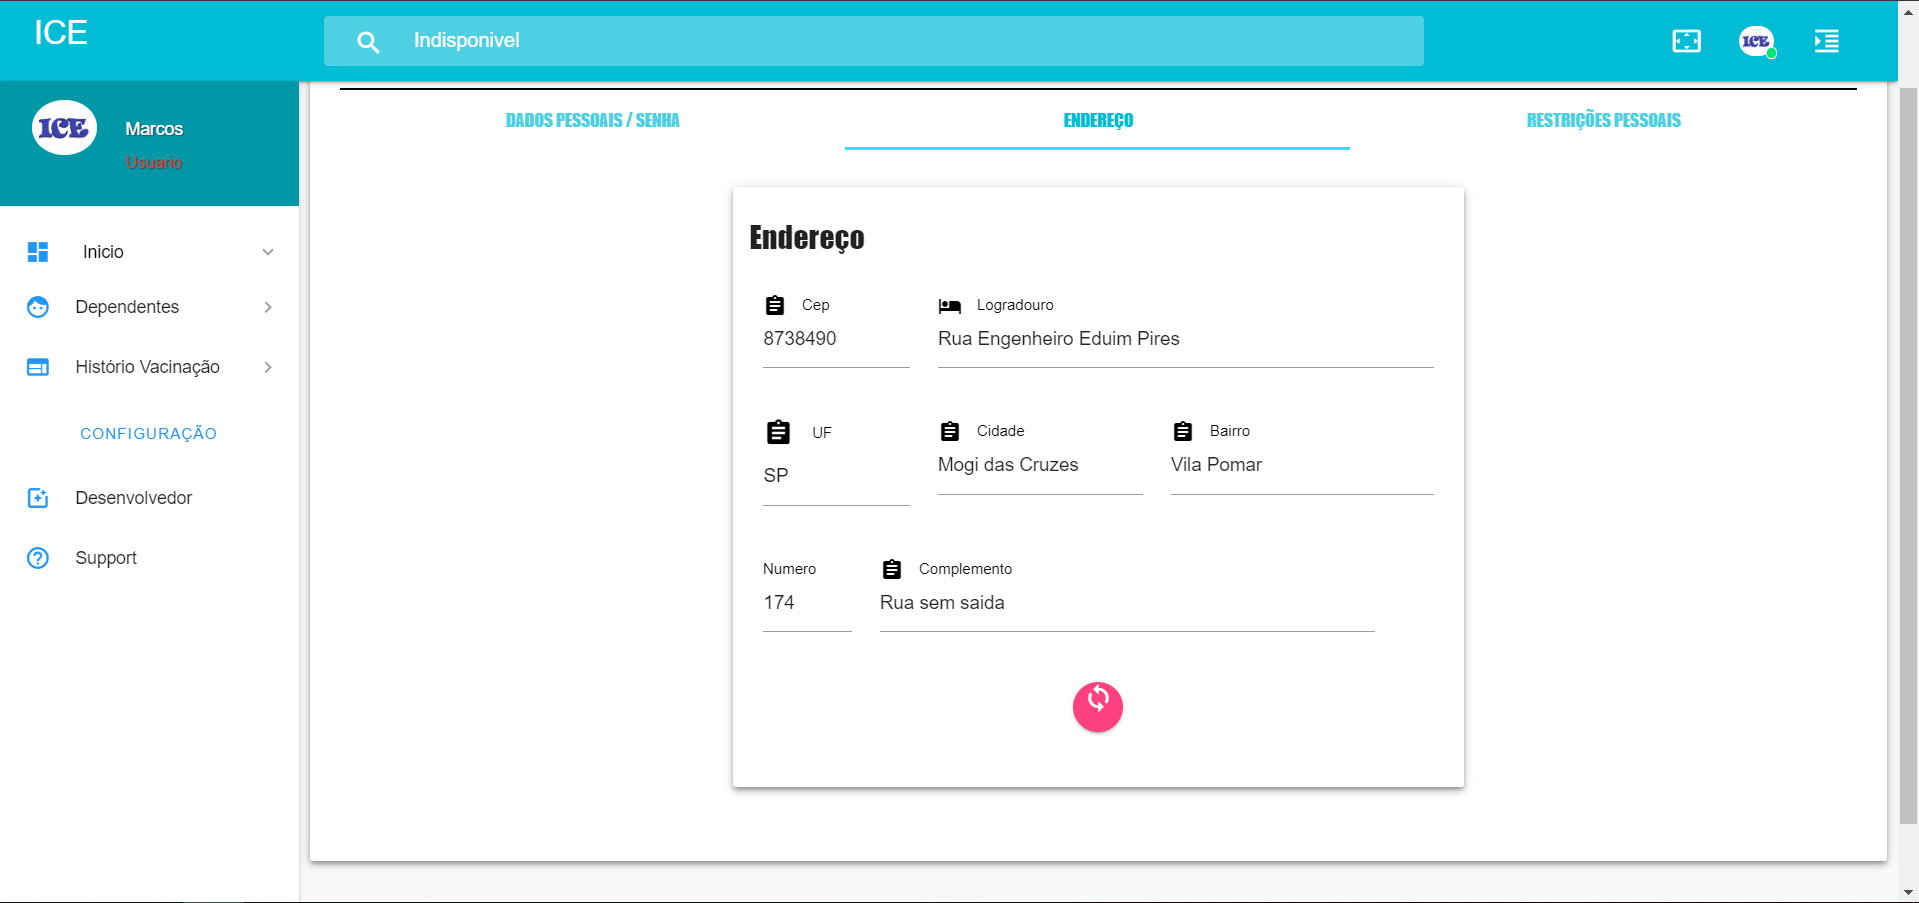 ICE
Indisponivel
ICE
ICE
Marcos
Usuario
Inicio
Dependentes
Histório Vacinação
CONFIGURAÇÃO
Desenvolvedor
Support
DADOS PESSOAIS / SENHA
ENDEREÇO
RESTRIÇÕES PESSOAIS
Endereço
Cep
Logradouro
8738490
Rua Engenheiro Eduim Pires
UF
Cidade
Bairro
SP
Mogi das Cruzes
Vila Pomar
Numero
Complemento
174
Rua sem saida